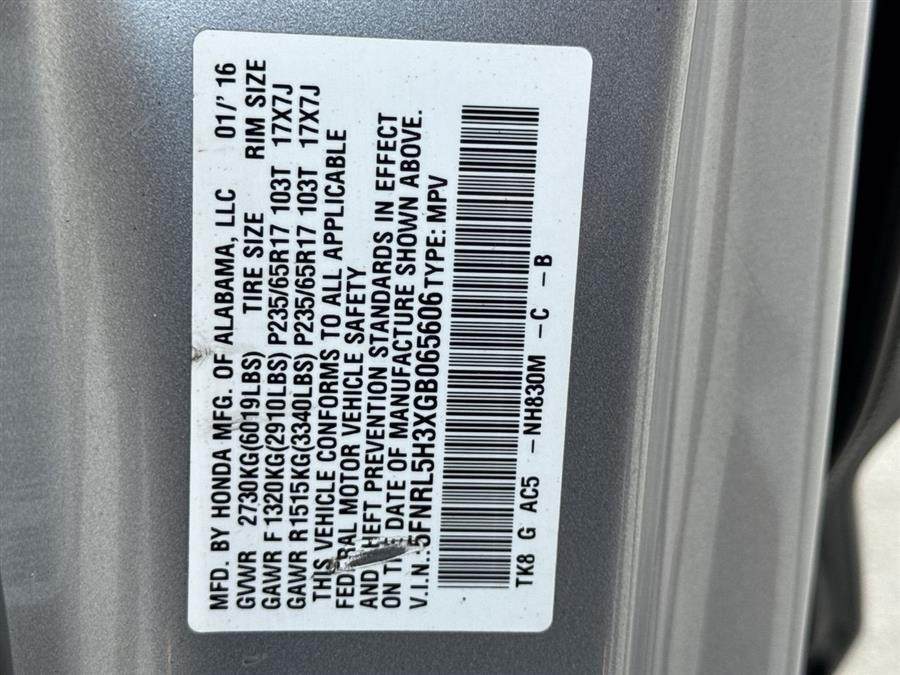 MFD. BY HONDA MFG. OF ALABAMA, LLC 01/' 16
GVWR 2730KG(6019LBS) TIRE SIZE RIM SIZE
GAWR F 1320KG(2910LBS) P235/65R17 103T 17X7J
GAWR R1515KG(3340LBS) P235/65R17 103T 17X7J
THIS VEHICLE CONFORMS TO ALL APPLICABLE
FEDERAL MOTOR VEHICLE SAFETY
AND THEFT PREVENTION STANDARDS IN EFFECT
ON THE DATE OF MANUFACTURE SHOWN ABOVE.
V.I.N.:5FNRL5H3XGB065606 TYPE: MPV
TK8 G AC5 -NH830M -C -B